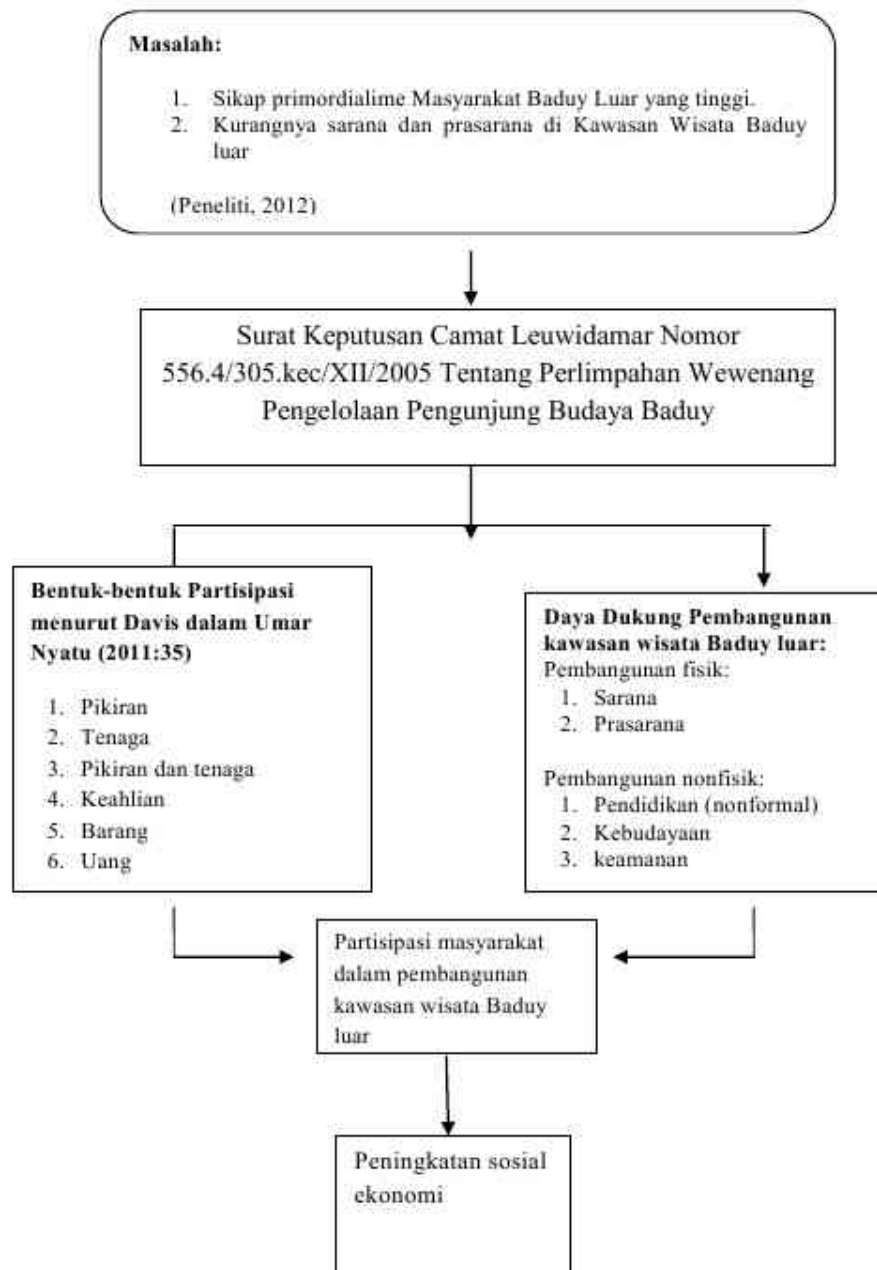 Masalah:
1. Sikap primordialime Masyarakat Baduy Luar yang tinggi.
2. Kurangnya sarana dan prasarana di Kawasan Wisata Baduy
luar
(Peneliti, 2012)
Surat Keputusan Camat Leuwidamar Nomor
556.4/305.kec/XII/2005 Tentang Perlimpahan Wewenang
Pengelolaan Pengunjung Budaya Baduy
Bentuk-bentuk Partisipasi
menurut Davis dalam Umar
Nyatu (2011:35)
1. Pikiran
2. Tenaga
3. Pikiran dan tenaga
4. Keahlian
5. Barang
6. Uang
Daya Dukung Pembangunan
kawasan wisata Baduy luar:
Pembangunan fisik:
1. Sarana
2. Prasarana
Pembangunan nonfisik:
1. Pendidikan (nonformal)
2. Kebudayaan
3. keamanan
Partisipasi masyarakat
dalam pembangunan
kawasan wisata Baduy
luar
Peningkatan sosial
ekonomi